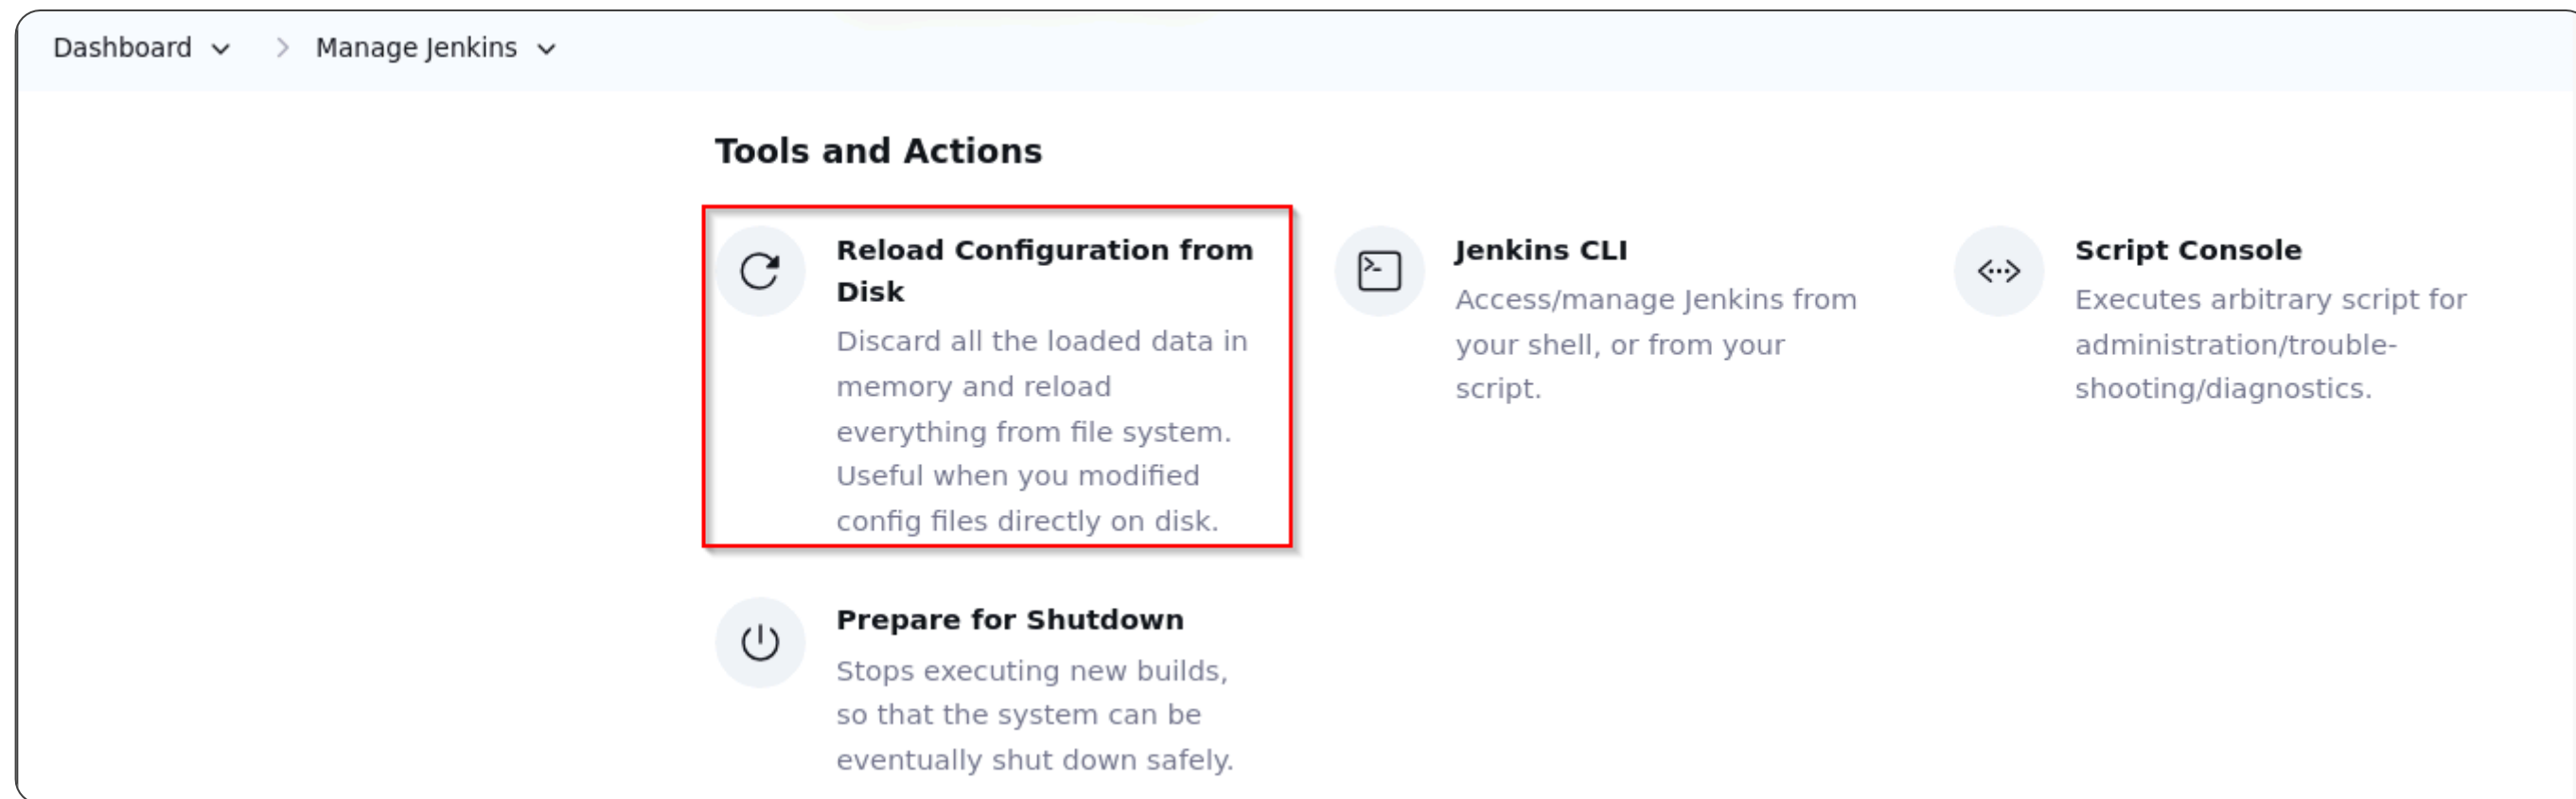 Dashboard
Manage Jenkins
Tools and Actions
Reload Configuration from
Disk
Discard all the loaded data in
memory and reload
everything from file system.
Useful when you modified
config files directly on disk.
Jenkins CLI
Access/manage Jenkins from
your shell, or from your
script.
Script Console
Executes arbitrary script for
administration/trouble-
shooting/diagnostics.
Prepare for Shutdown
Stops executing new builds,
so that the system can be
eventually shut down safely.